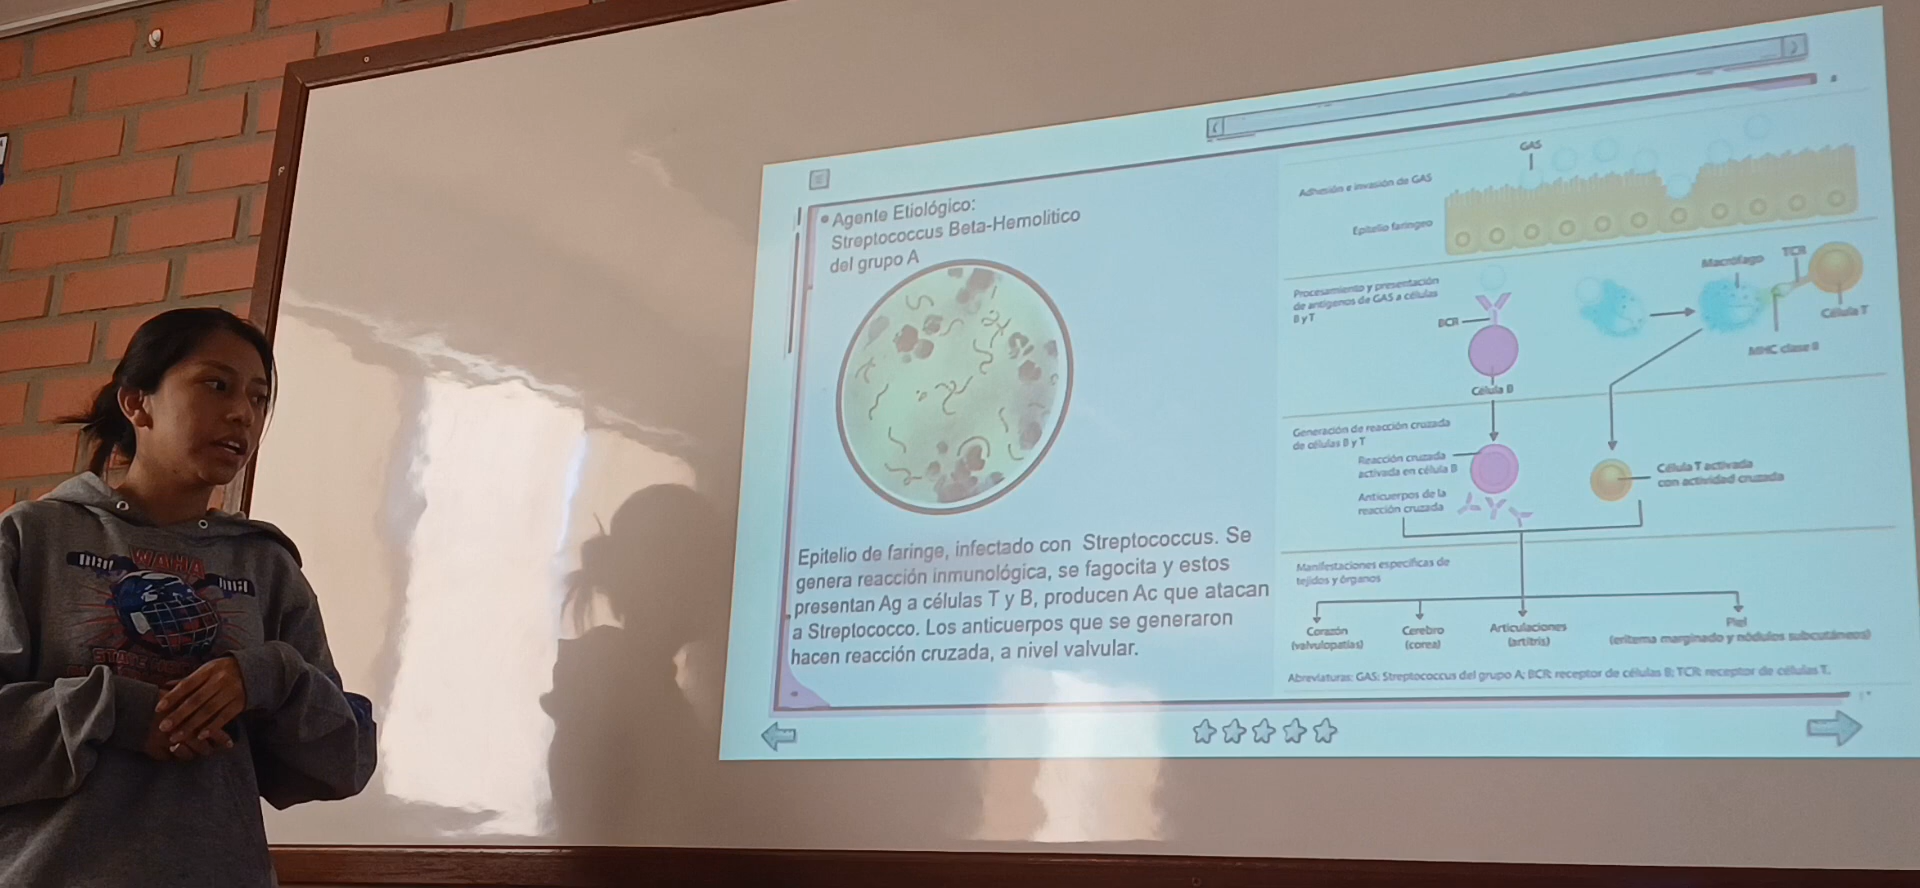 Agente Etiológico:
Streptococcus Beta-Hemolítico
del grupo A
Epitelio de faringe, infectado con Streptococcus. Se
genera reacción inmunológica, se fagocita y estos
presentan Ag a células T y B, producen Ac que atacan
a Streptococco. Los anticuerpos que se generaron
hacen reacción cruzada, a nivel valvular.
GAS
Adhesión e invasión de GAS
Epitelio faríngeo
Procesamiento y presentación
de antígenos de GAS a células
B y T
BCR
Célula B
Macrófago
TCR
Célula T
MHC clase II
Generación de reacción cruzada
de células B y T
Reacción cruzada
activada en célula B
Anticuerpos de la
reacción cruzada
Célula T activada
con actividad cruzada
Manifestaciones específicas de
tejidos y órganos
Corazón
(valvulopatías)
Cerebro
(corea)
Articulaciones
(artitris)
Piel
(eritema marginado y nódulos subcutáneos)
Abreviaturas: GAS: Streptococcus del grupo A; BCR: receptor de células B; TCR: receptor de células T.
WAHA
STATE